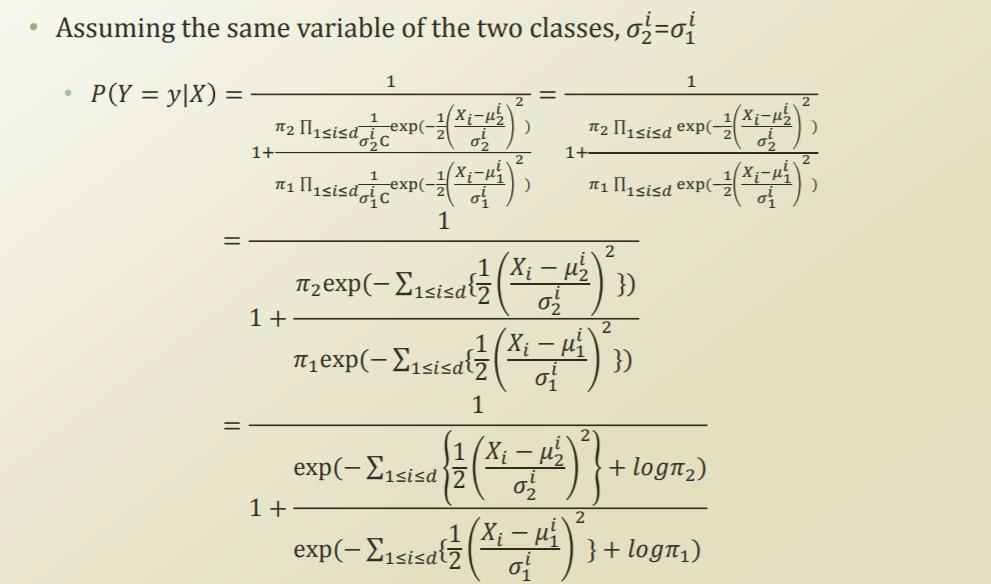 • Assuming the same variable of the two classes, $\sigma_2^i = \sigma_1^i$
• $P(Y = y|X) = \frac{1}{1+\frac{\pi_2 \prod_{1 \le i \le d} \frac{1}{\sigma_2^i C} \exp(-\frac{1}{2}\left(\frac{X_i - \mu_2^i}{\sigma_2^i}\right)^2)}{\pi_1 \prod_{1 \le i \le d} \frac{1}{\sigma_1^i C} \exp(-\frac{1}{2}\left(\frac{X_i - \mu_1^i}{\sigma_1^i}\right)^2)}} = \frac{1}{1+\frac{\pi_2 \prod_{1 \le i \le d} \exp(-\frac{1}{2}\left(\frac{X_i - \mu_2^i}{\sigma_2^i}\right)^2)}{\pi_1 \prod_{1 \le i \le d} \exp(-\frac{1}{2}\left(\frac{X_i - \mu_1^i}{\sigma_1^i}\right)^2)}}$
$= \frac{1}{1 + \frac{\pi_2 \exp(-\sum_{1 \le i \le d} \{\frac{1}{2}\left(\frac{X_i - \mu_2^i}{\sigma_2^i}\right)^2\})}{\pi_1 \exp(-\sum_{1 \le i \le d} \{\frac{1}{2}\left(\frac{X_i - \mu_1^i}{\sigma_1^i}\right)^2\})}}$
$= \frac{1}{1 + \frac{\exp(-\sum_{1 \le i \le d} \left\{\frac{1}{2}\left(\frac{X_i - \mu_2^i}{\sigma_2^i}\right)^2\right\} + log\pi_2)}{\exp(-\sum_{1 \le i \le d} \{\frac{1}{2}\left(\frac{X_i - \mu_1^i}{\sigma_1^i}\right)^2\} + log\pi_1)}}$